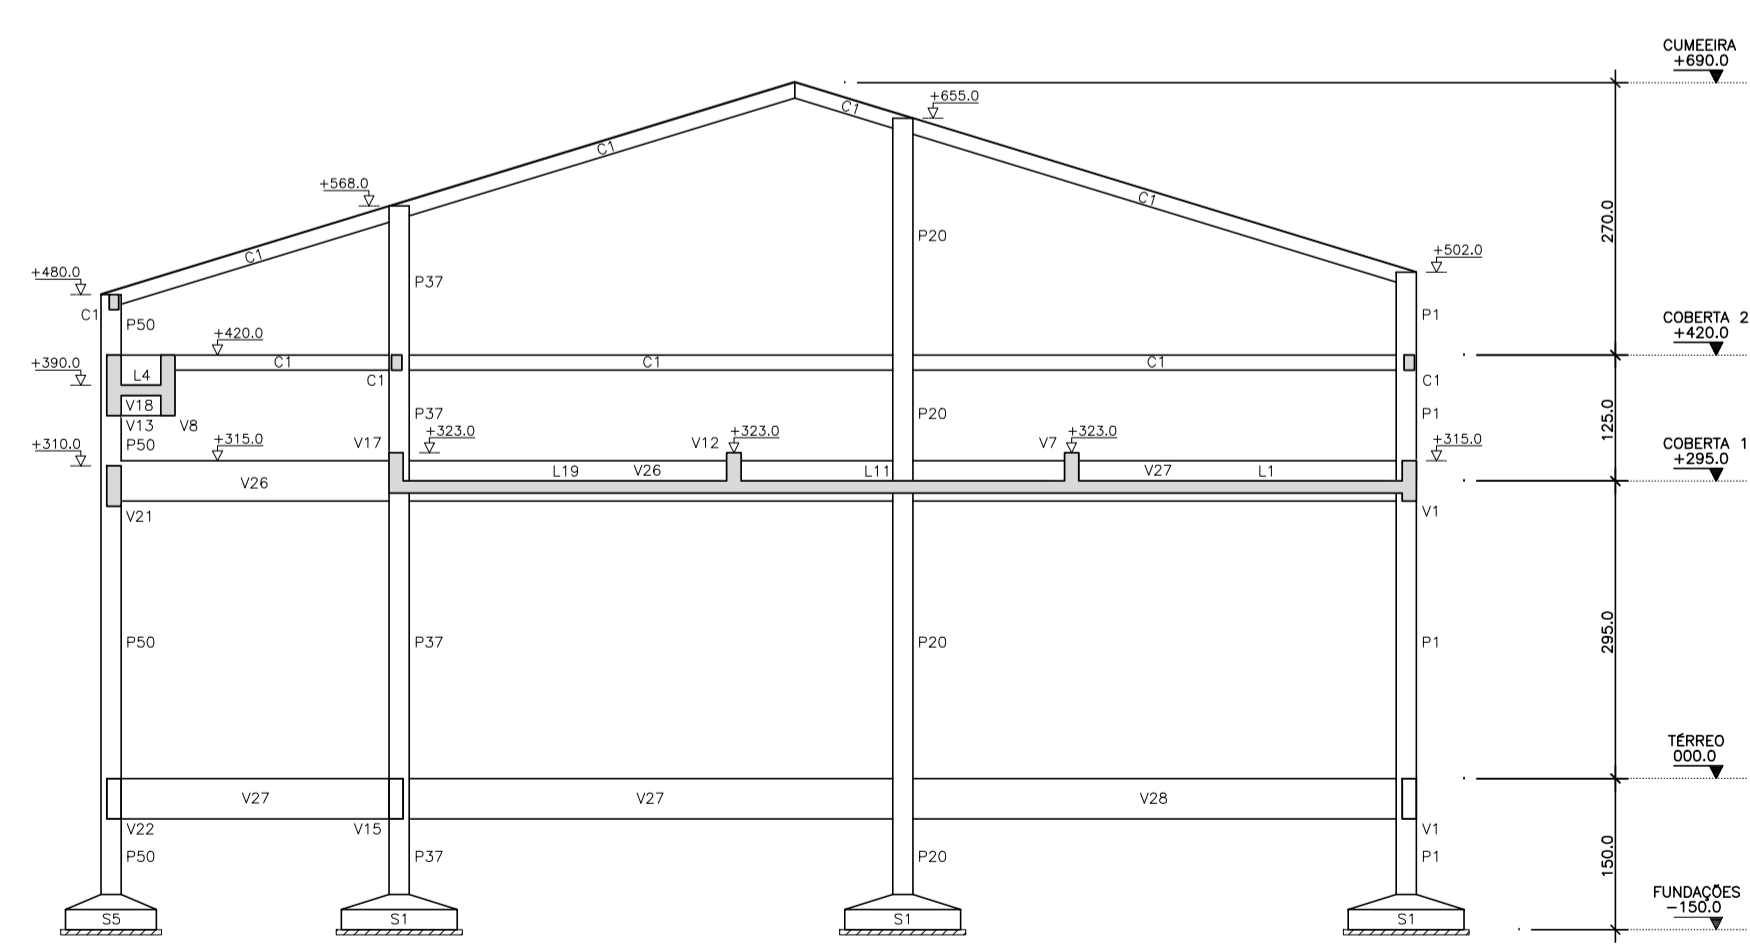 CUMEEIRA
+690.0
+655.0
C1
C1
+568.0
C1
270.0
P20
+502.0
C1
+480.0
P37
C1
P50
P1
COBERTA 2
+420.0
+420.0
+390.0
C1
C1
C1
L4
C1
C1
V18
P37
P20
P1
125.0
V13
V8
+310.0
P50
+315.0
V17
+323.0
V12
+323.0
V7
+323.0
+315.0
COBERTA 1
+295.0
V26
L19
V26
L11
V27
L1
V21
V1
P50
P37
P20
P1
295.0
TÉRREO
000.0
V27
V27
V28
V22
V15
V1
P50
P37
P20
P1
150.0
FUNDAÇÕES
-150.0
S5
S1
S1
S1